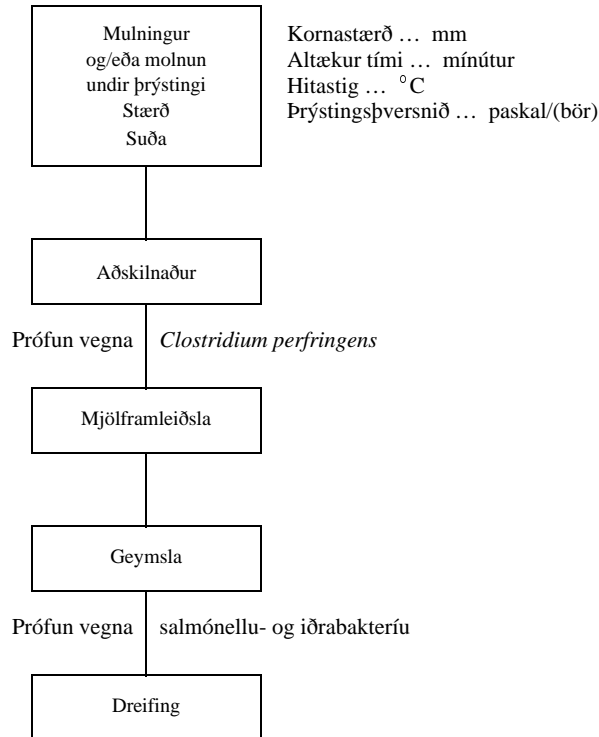 Mulningur
og/eða molnun
undir þrýstingi
Stærð
Suða
Kornastærð … mm
Altækur tími … mínútur
Hitastig … °C
Þrýstingsþversnið … paskal/(bör)
Aðskilnaður
Prófun vegna Clostridium perfringens
Mjölframleiðsla
Geymsla
Prófun vegna salmónellu- og iðrabakteríu
Dreifing